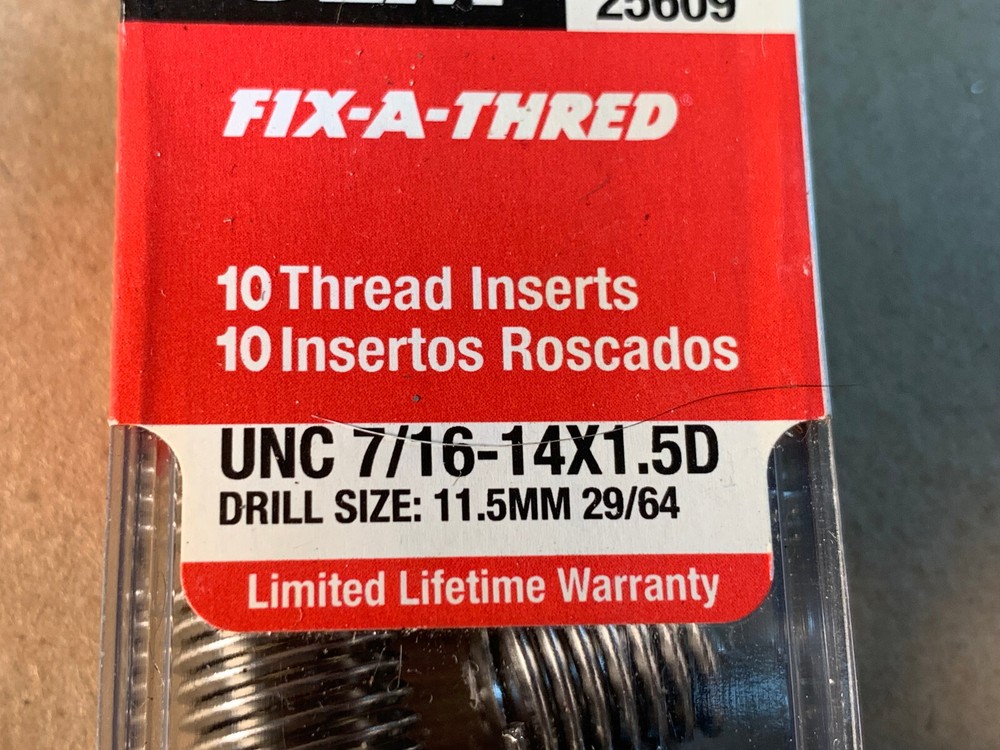 25609
FIX-A-THRED®
10 Thread Inserts
10 Insertos Roscados
UNC 7/16-14X1.5D
DRILL SIZE: 11.5MM 29/64
Limited Lifetime Warranty